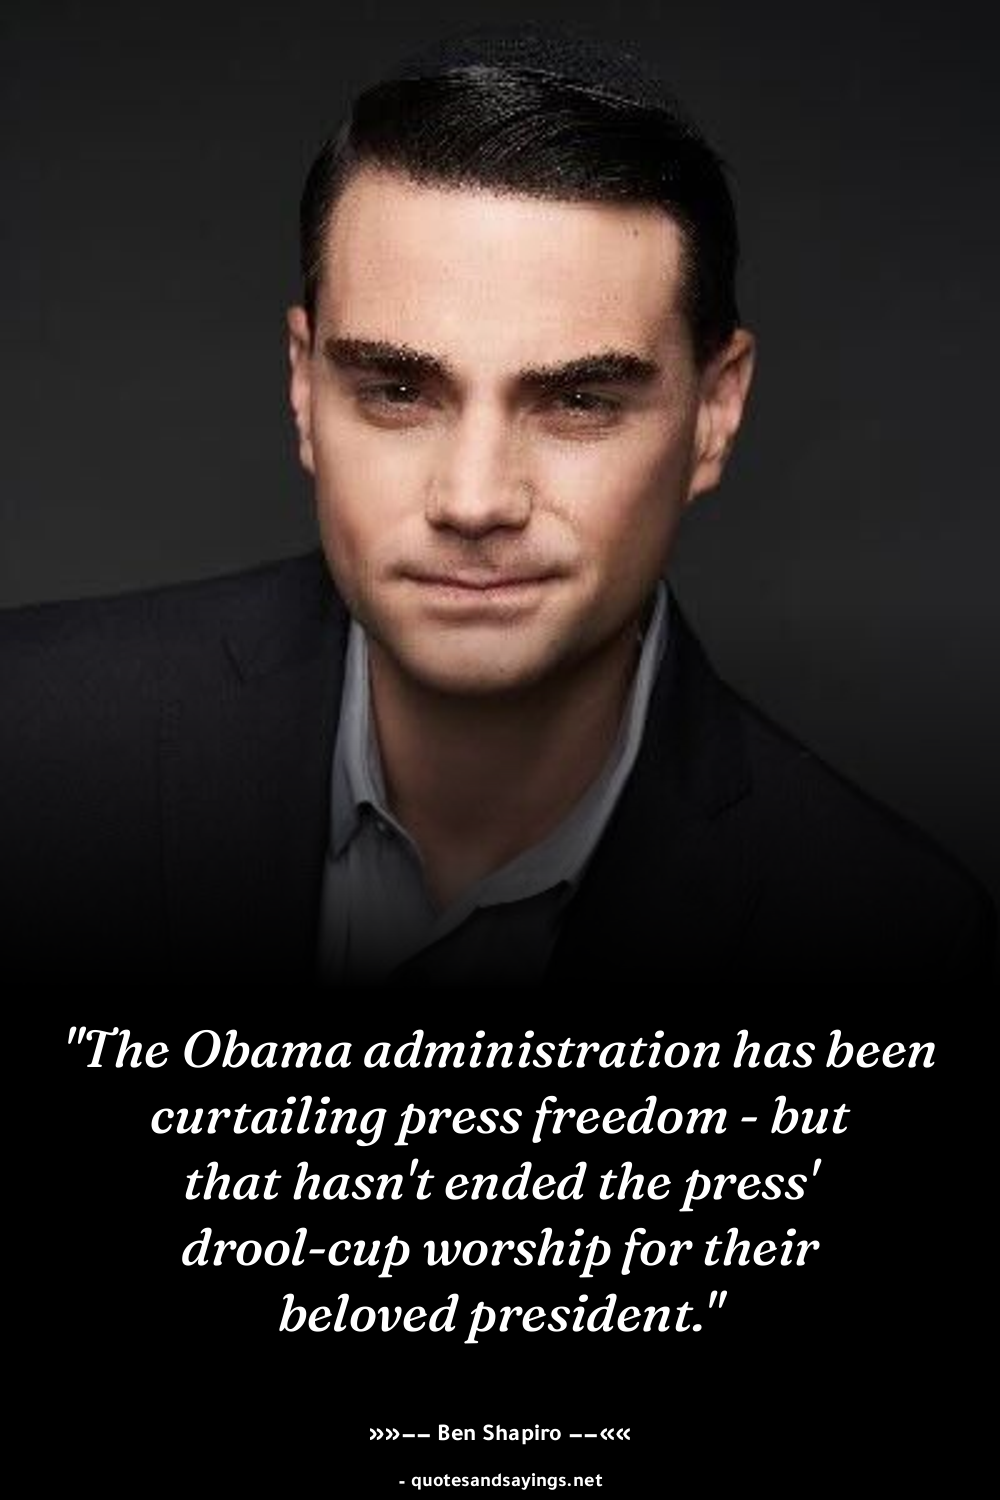 "The Obama administration has been
curtailing press freedom - but
that hasn't ended the press'
drool-cup worship for their
beloved president."
»»–– Ben Shapiro ––««
- quotesandsayings.net